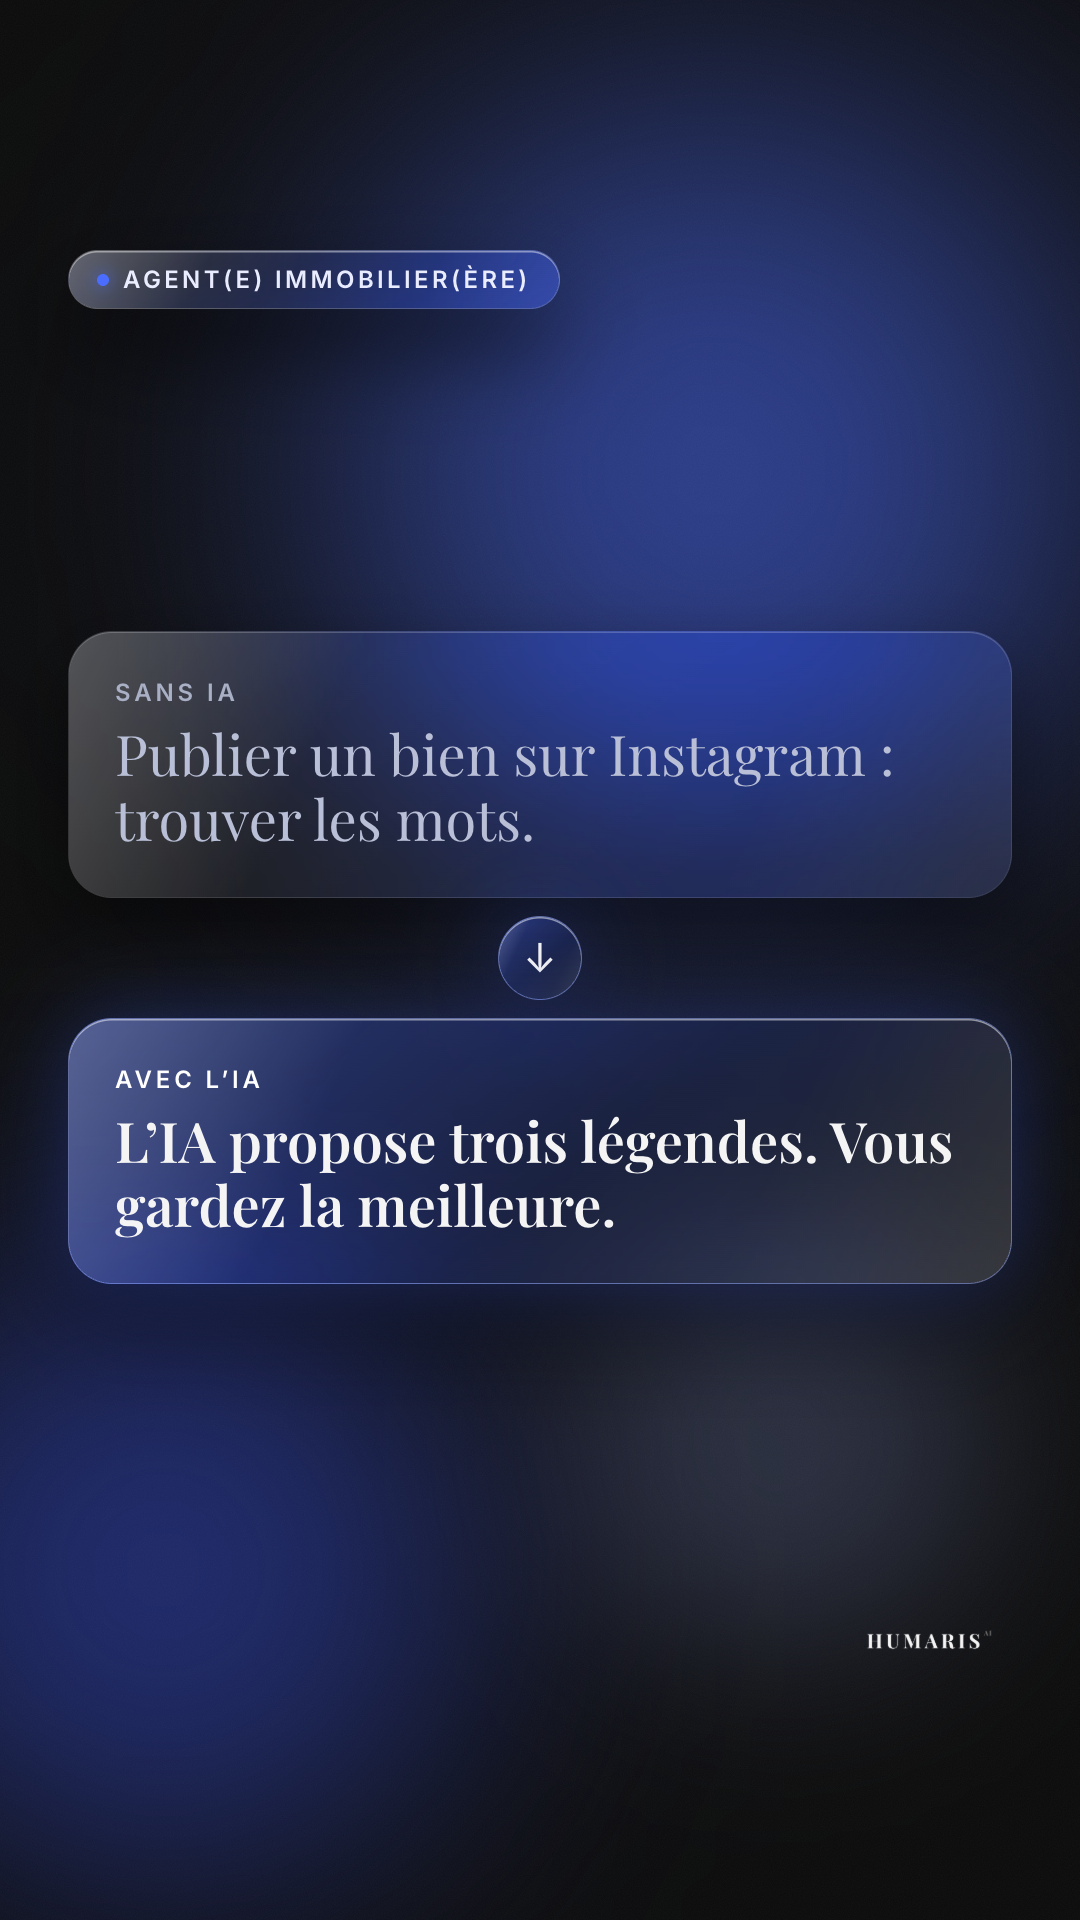 AGENT(E) IMMOBILIER(ÈRE)
SANS IA
Publier un bien sur Instagram :
trouver les mots.
AVEC L’IA
L’IA propose trois légendes. Vous
gardez la meilleure.
HUMARIS AI